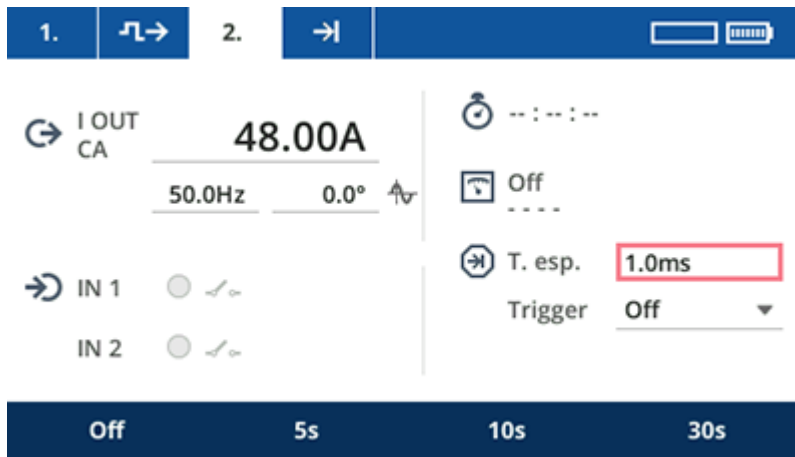 1.
2.
I OUT
CA
48.00A
50.0Hz 0.0°
IN 1
IN 2
-- : -- : --
Off
- - - -
T. esp. 1.0ms
Trigger Off
Off 5s 10s 30s